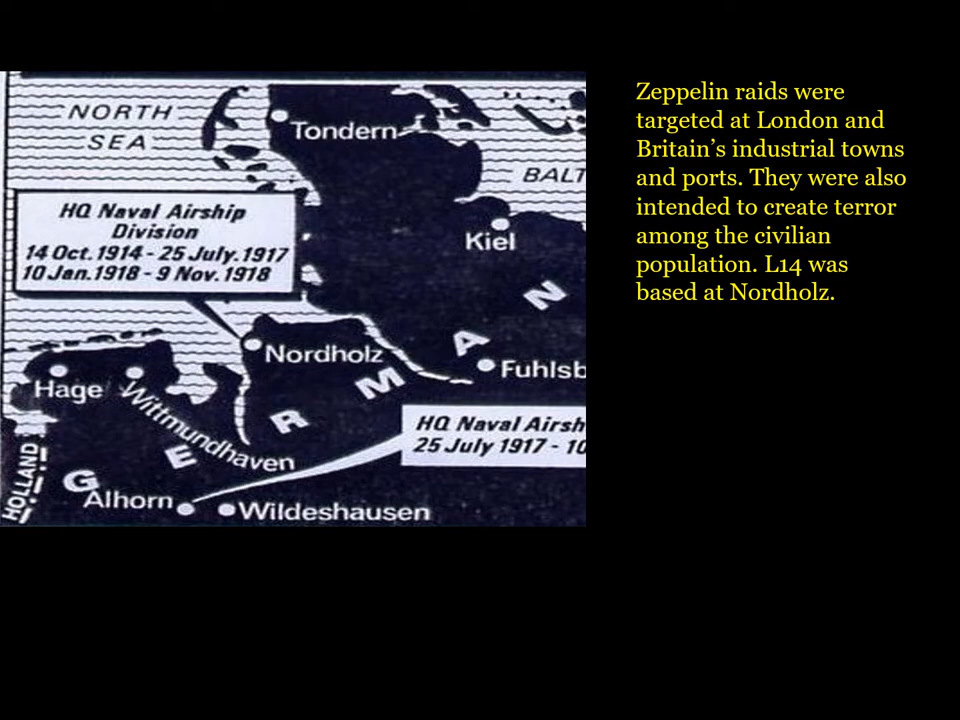 NORTH
SEA
Tondern
BALT
HQ Naval Airship
Division
14 Oct. 1914 - 25 July. 1917
10 Jan. 1918 - 9 Nov. 1918
Kiel
Nordholz
Fuhlsb
Hage
Wittmundhaven
HQ Naval Airsh
25 July 1917 - 10
GERMAN
HOLLAND
Alhorn
Wildeshausen
Zeppelin raids were
targeted at London and
Britain’s industrial towns
and ports. They were also
intended to create terror
among the civilian
population. L14 was
based at Nordholz.